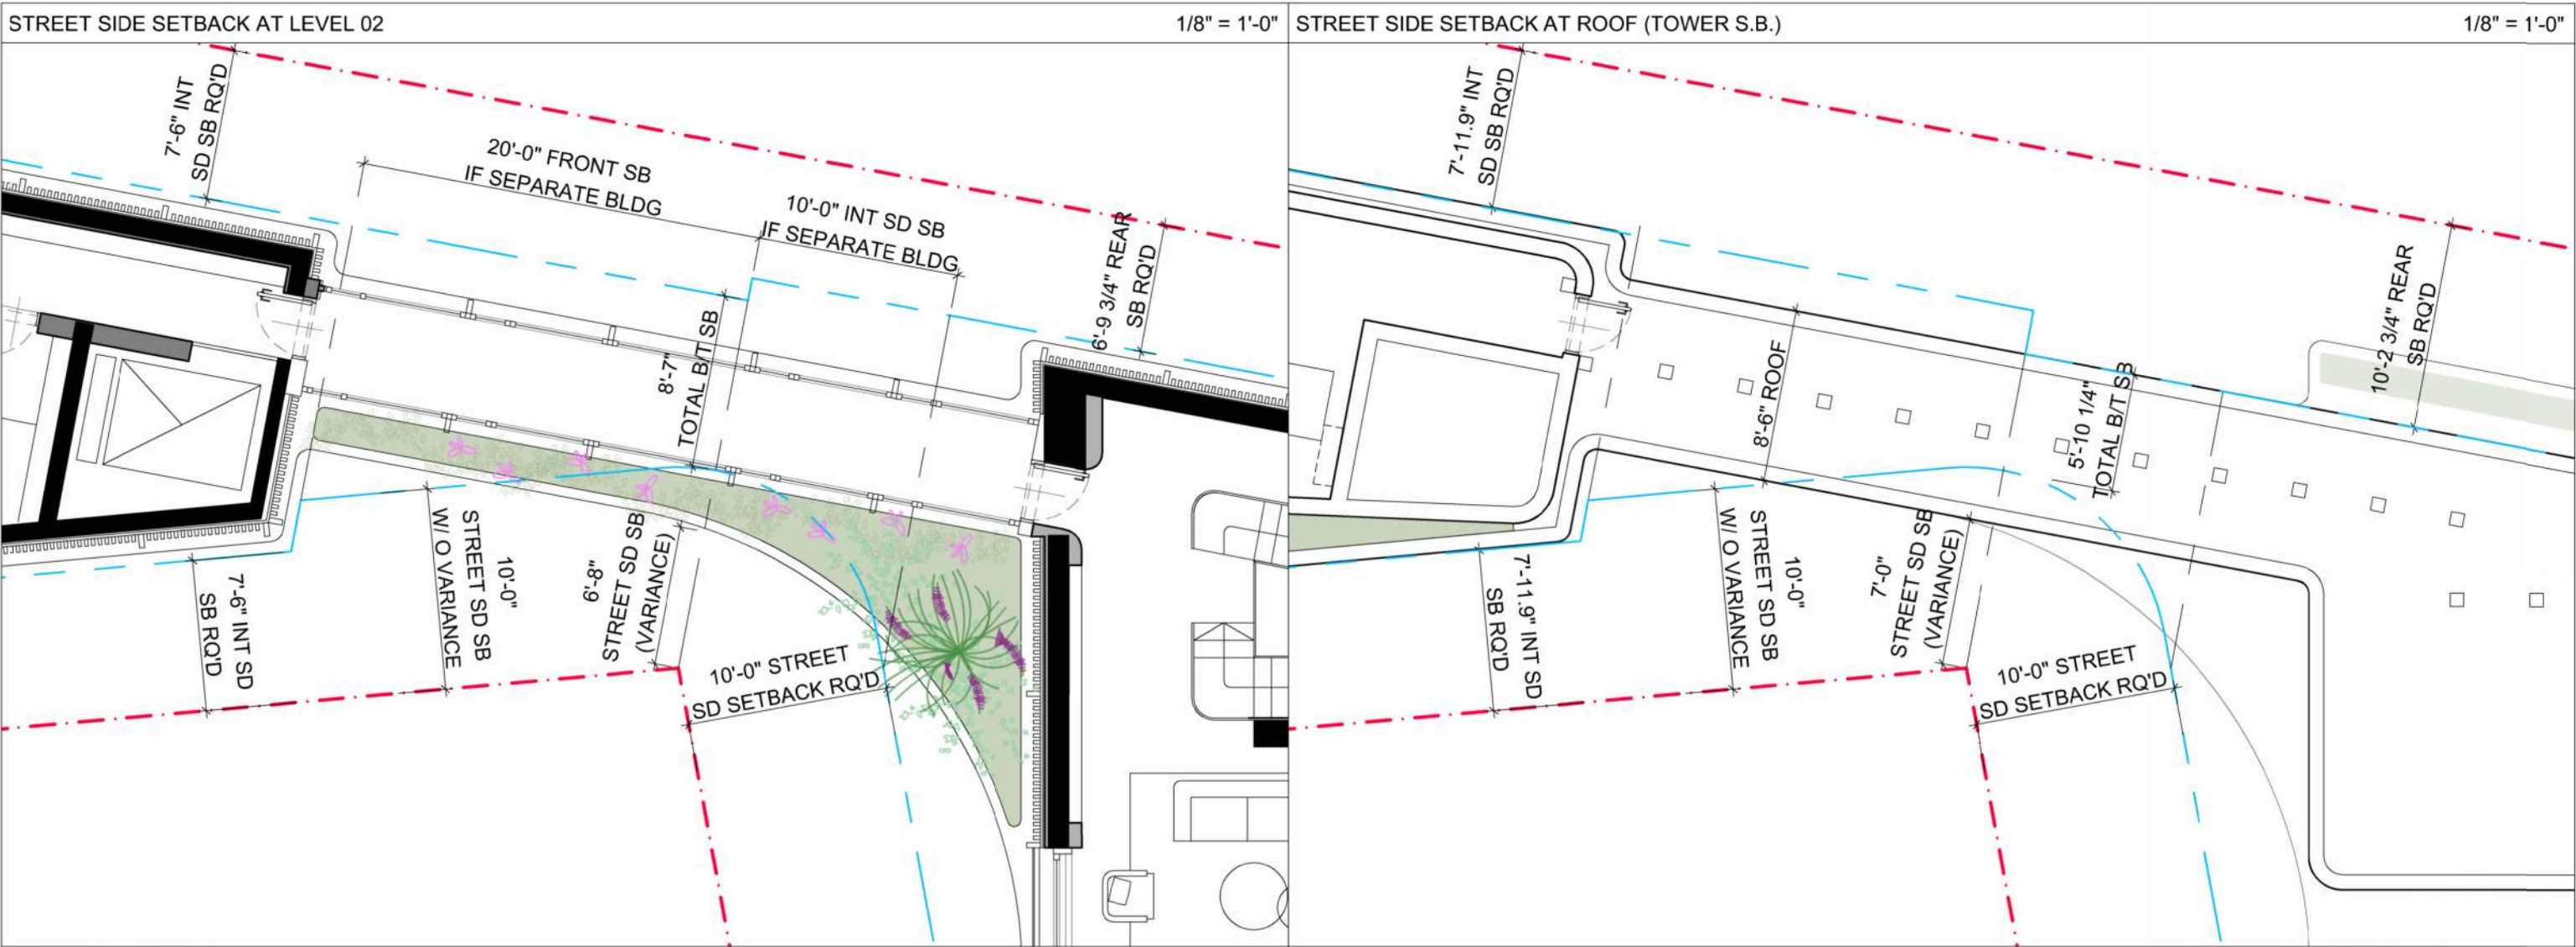 STREET SIDE SETBACK AT LEVEL 02
1/8" = 1'-0"
7'-6" INT
SD SB RQ'D
20'-0" FRONT SB
IF SEPARATE BLDG
10'-0" INT SD SB
IF SEPARATE BLDG
6'-9 3/4" REAR
SB RQ'D
8'-7"
TOTAL B/T SB
7'-6" INT SD
SB RQ'D
10'-0"
STREET SD SB
W/ O VARIANCE
6'-8"
STREET SD SB
(VARIANCE)
10'-0" STREET
SD SETBACK RQ'D
STREET SIDE SETBACK AT ROOF (TOWER S.B.)
1/8" = 1'-0"
7'-11.9" INT
SD SB RQ'D
8'-6" ROOF
5'-10 1/4"
TOTAL B/T SB
10'-2 3/4" REAR
SB RQ'D
7'-11.9" INT SD
SB RQ'D
10'-0"
STREET SD SB
W/ O VARIANCE
7'-0"
STREET SD SB
(VARIANCE)
10'-0" STREET
SD SETBACK RQ'D